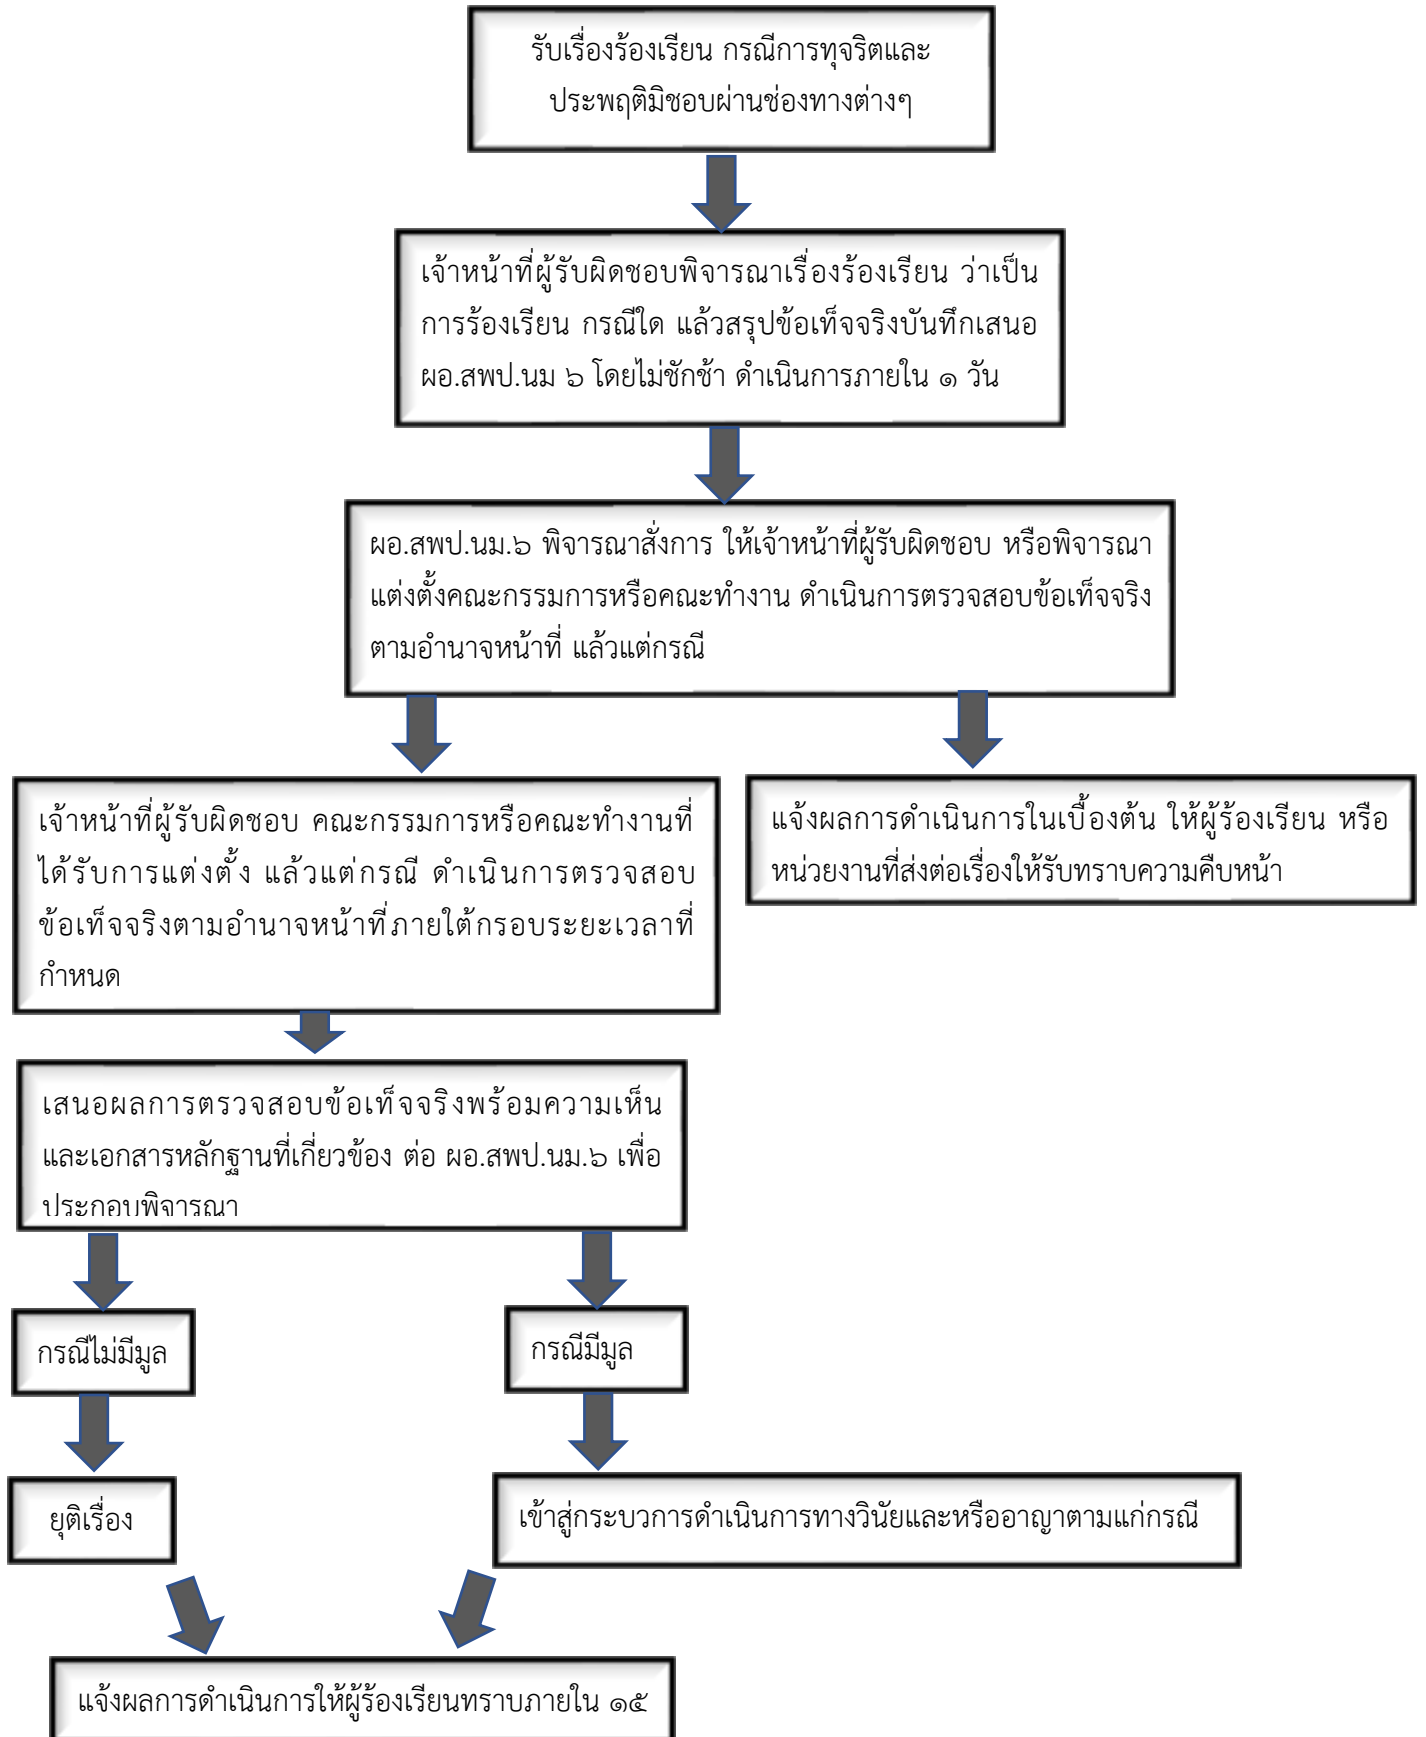 รับเรื่องร้องเรียน กรณีการทุจริตและ
ประพฤติมิชอบผ่านช่องทางต่างๆ
เจ้าหน้าที่ผู้รับผิดชอบพิจารณาเรื่องร้องเรียน ว่าเป็น
การร้องเรียน กรณีใด แล้วสรุปข้อเท็จจริงบันทึกเสนอ
ผอ.สพป.นม ๖ โดยไม่ชักช้า ดำเนินการภายใน ๑ วัน
ผอ.สพป.นม.๖ พิจารณาสั่งการ ให้เจ้าหน้าที่ผู้รับผิดชอบ หรือพิจารณา
แต่งตั้งคณะกรรมการหรือคณะทำงาน ดำเนินการตรวจสอบข้อเท็จจริง
ตามอำนาจหน้าที่ แล้วแต่กรณี
เจ้าหน้าที่ผู้รับผิดชอบ คณะกรรมการหรือคณะทำงานที่
ได้รับการแต่งตั้ง แล้วแต่กรณี ดำเนินการตรวจสอบ
ข้อเท็จจริงตามอำนาจหน้าที่ภายใต้กรอบระยะเวลาที่
กำหนด
แจ้งผลการดำเนินการในเบื้องต้น ให้ผู้ร้องเรียน หรือ
หน่วยงานที่ส่งต่อเรื่องให้รับทราบความคืบหน้า
เสนอผลการตรวจสอบข้อเท็จจริงพร้อมความเห็น
และเอกสารหลักฐานที่เกี่ยวข้อง ต่อ ผอ.สพป.นม.๖ เพื่อ
ประกอบพิจารณา
กรณีไม่มีมูล
กรณีมีมูล
ยุติเรื่อง
เข้าสู่กระบวการดำเนินการทางวินัยและหรืออาญาตามแก่กรณี
แจ้งผลการดำเนินการให้ผู้ร้องเรียนทราบภายใน ๑๕